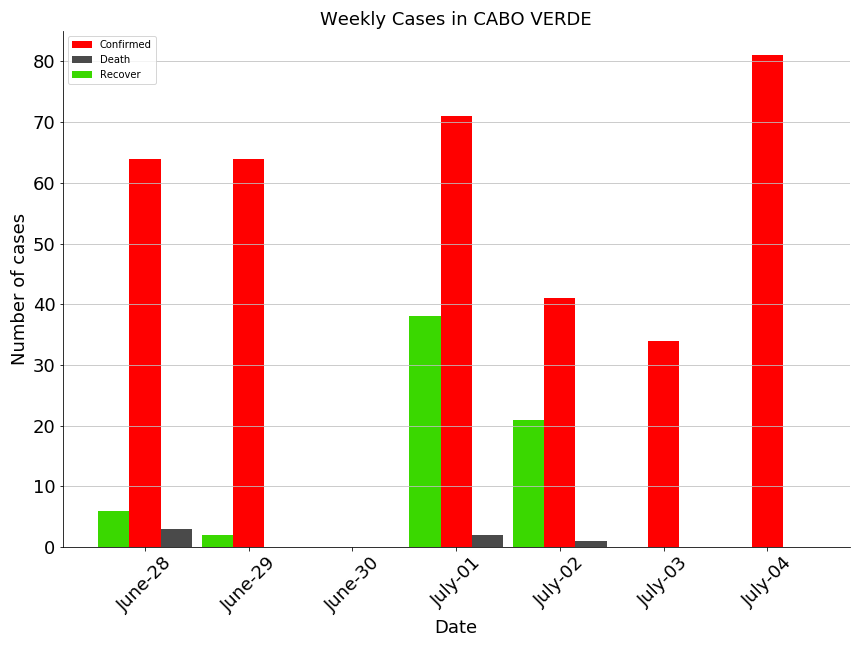 Weekly Cases in CABO VERDE
Confirmed
Death
Recover
Number of cases
80
70
60
50
40
30
20
10
0
June-28
June-29
June-30
July-01
July-02
July-03
July-04
Date